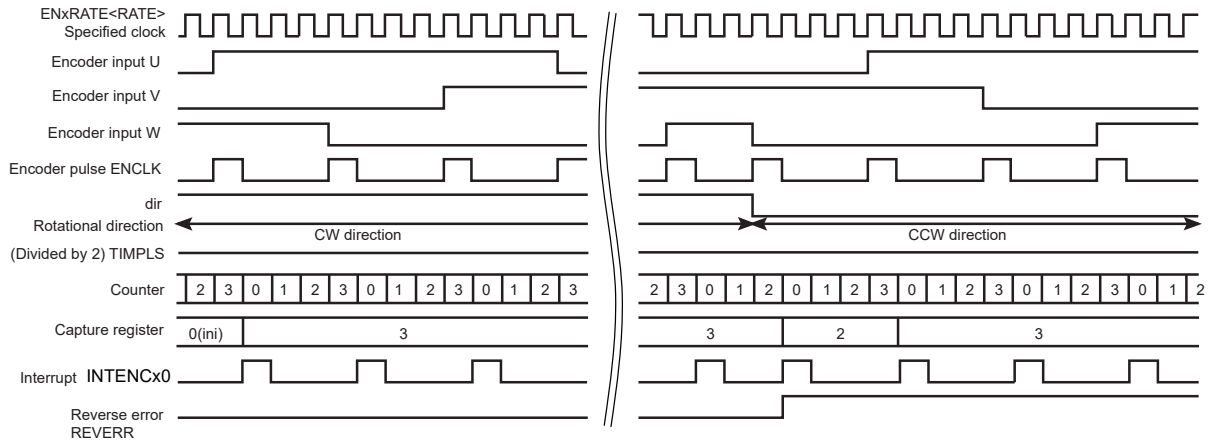 ENxRATE<RATE>
Specified clock
Encoder input U
Encoder input V
Encoder input W
Encoder pulse ENCLK
dir
Rotational direction
CW direction
CCW direction
(Divided by 2) TIMPLS
Counter
2 3 0 1 2 3 0 1 2 3 0 1 2 3
2 3 0 1 2 0 1 2 3 0 1 2 3 0 1 2 3 0 1 2
Capture register
0(ini) 3
3 2 3
Interrupt INTENCx0
Reverse error
REVERR